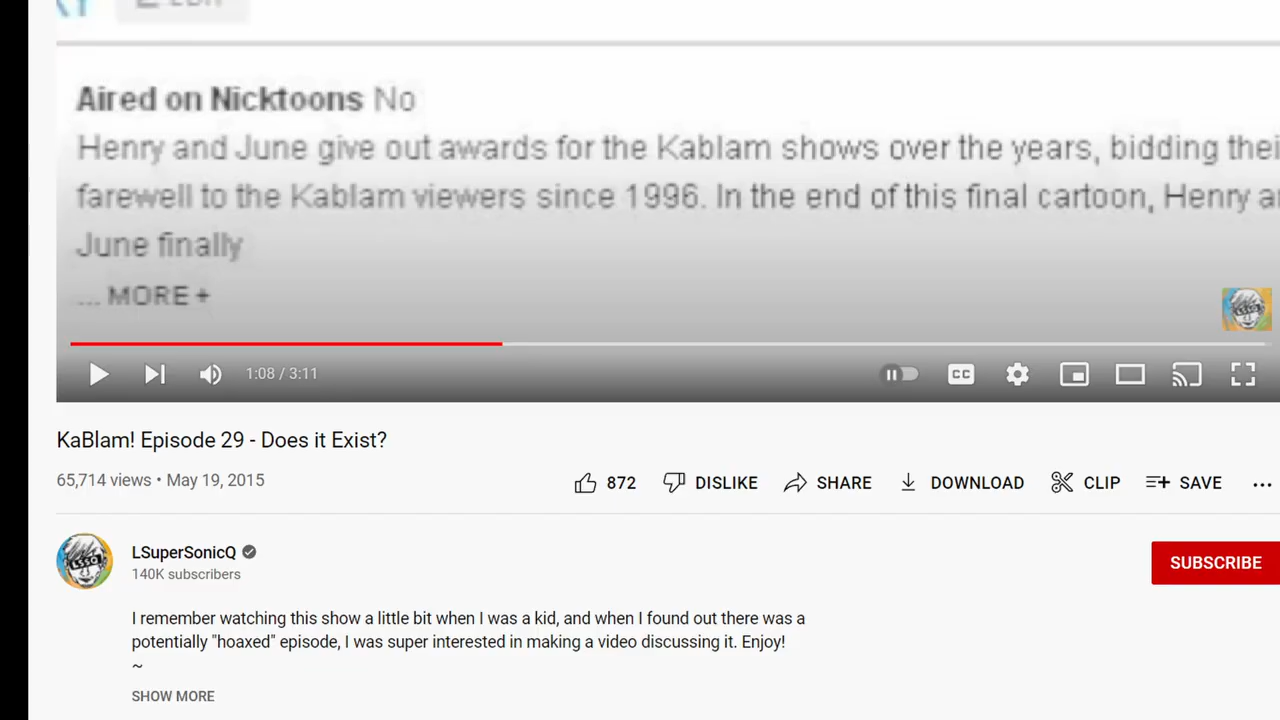 EDIT
Aired on Nicktoons No
Henry and June give out awards for the Kablam shows over the years, bidding thei
farewell to the Kablam viewers since 1996. In the end of this final cartoon, Henry an
June finally
... MORE +
1:08 / 3:11
CC
KaBlam! Episode 29 - Does it Exist?
65,714 views • May 19, 2015
872 DISLIKE SHARE DOWNLOAD CLIP SAVE ...
LSSQ
LSuperSonicQ
140K subscribers
SUBSCRIBE
I remember watching this show a little bit when I was a kid, and when I found out there was a
potentially "hoaxed" episode, I was super interested in making a video discussing it. Enjoy!
~
SHOW MORE